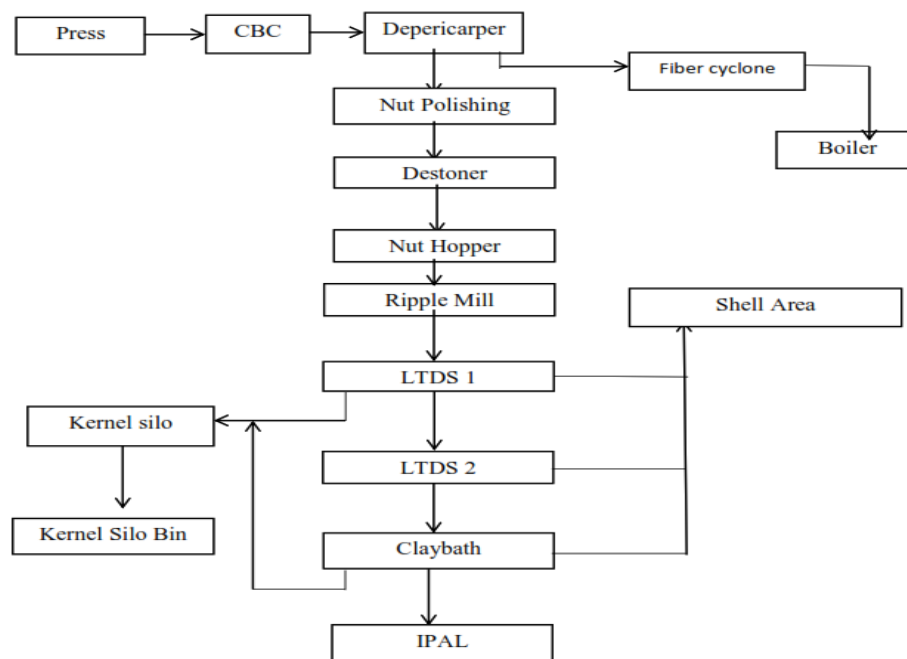 Press
CBC
Depericarper
Fiber cyclone
Boiler
Nut Polishing
Destoner
Nut Hopper
Ripple Mill
Shell Area
LTDS 1
Kernel silo
LTDS 2
Kernel Silo Bin
Claybath
IPAL